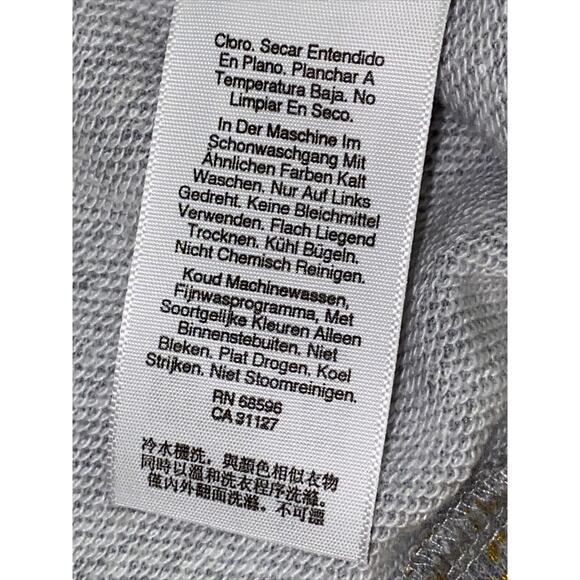 Cloro. Secar Entendido
En Plano. Planchar A
Temperatura Baja. No
Limpiar En Seco.
In Der Maschine Im
Schonwaschgang Mit
Ähnlichen Farben Kalt
Waschen. Nur Auf Links
Gedreht. Keine Bleichmittel
Verwenden. Flach Liegend
Trocknen. Kühl Bügeln.
Nicht Chemisch Reinigen.
Koud Machinewassen,
Fijnwasprogramma, Met
Soortgelijke Kleuren Alleen
Binnenstebuiten. Niet
Bleken. Plat Drogen. Koel
Strijken. Niet Stoomreinigen.
RN 66596
CA 31127
冷水機洗，與顏色相似衣物
同時以溫和洗衣程序洗滌。
僅內外翻面洗滌，不可漂